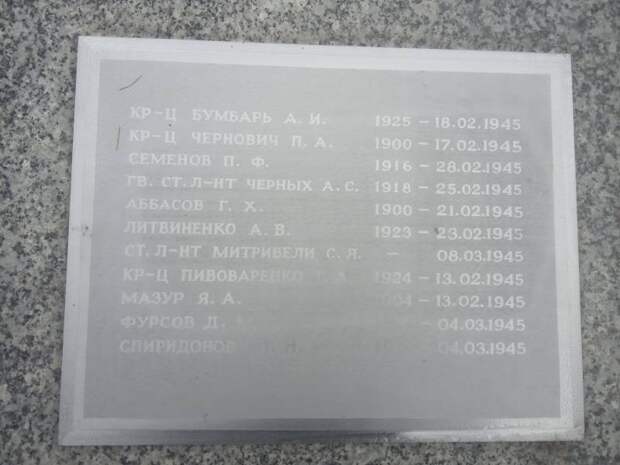 КР-Ц БУМБАРЬ А. И. 1925 – 18.02.1945
КР-Ц ЧЕРНОВИЧ П. А. 1900 – 17.02.1945
СЕМЕНОВ П. Ф. 1916 – 28.02.1945
ГВ. СТ. Л-НТ ЧЕРНЫХ А. С. 1918 – 25.02.1945
АББАСОВ Г. Х. 1900 – 21.02.1945
ЛИТВИНЕНКО А. В. 1923 – 23.02.1945
СТ. Л-НТ МИТРИВЕЛИ С. Я. – 08.03.1945
КР-Ц ПИВОВАРЕНКО 1924 – 13.02.1945
МАЗУР Я. А. – 13.02.1945
ФУРСОВ Д. – 04.03.1945
СПИРИДОНОВ – 04.03.1945